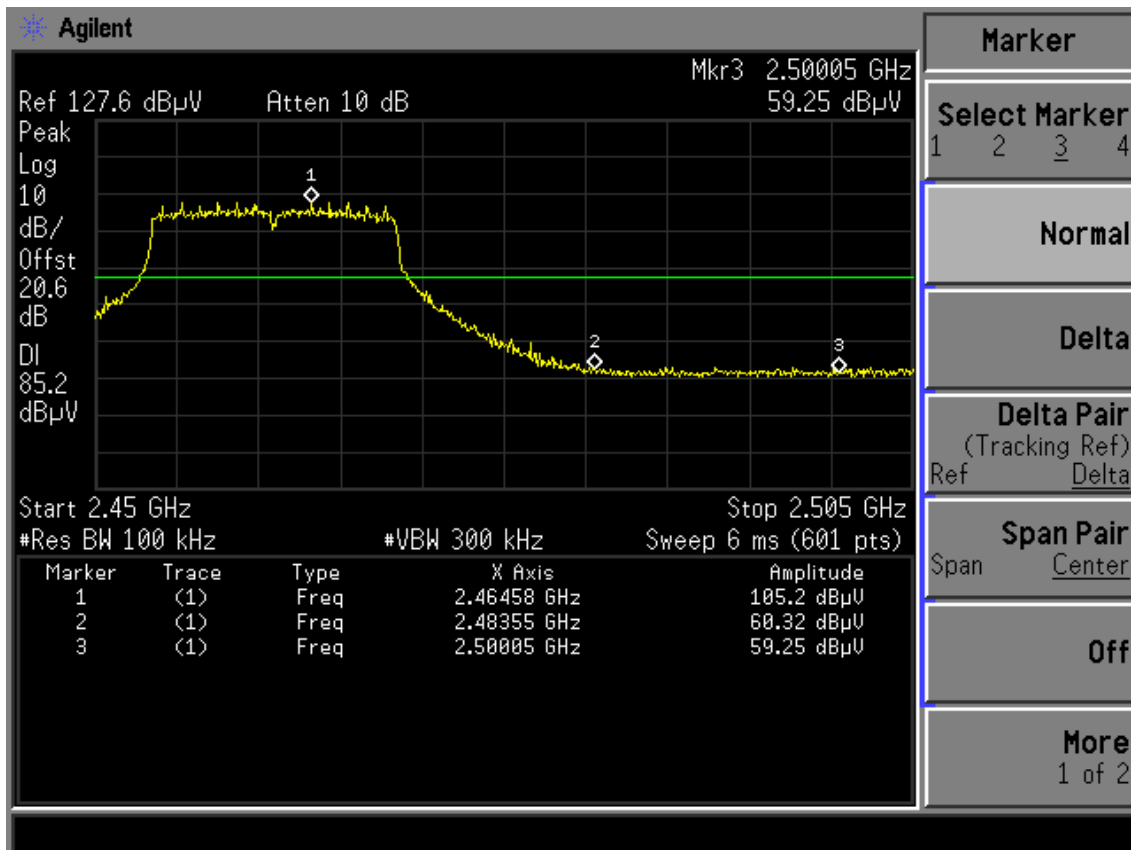 Agilent
Marker
Mkr3 2.50005 GHz
Ref 127.6 dBµV Atten 10 dB 59.25 dBµV
Peak
Log
10
dB/
Offst
20.6
dB
DI
85.2
dBµV
1
2
3
Start 2.45 GHz Stop 2.505 GHz
#Res BW 100 kHz #VBW 300 kHz Sweep 6 ms (601 pts)
Marker Trace Type X Axis Amplitude
1 (1) Freq 2.46458 GHz 105.2 dBµV
2 (1) Freq 2.48355 GHz 60.32 dBµV
3 (1) Freq 2.50005 GHz 59.25 dBµV
Select Marker
1 2 3 4
Normal
Delta
Delta Pair
(Tracking Ref)
Ref Delta
Span Pair
Span Center
Off
More
1 of 2